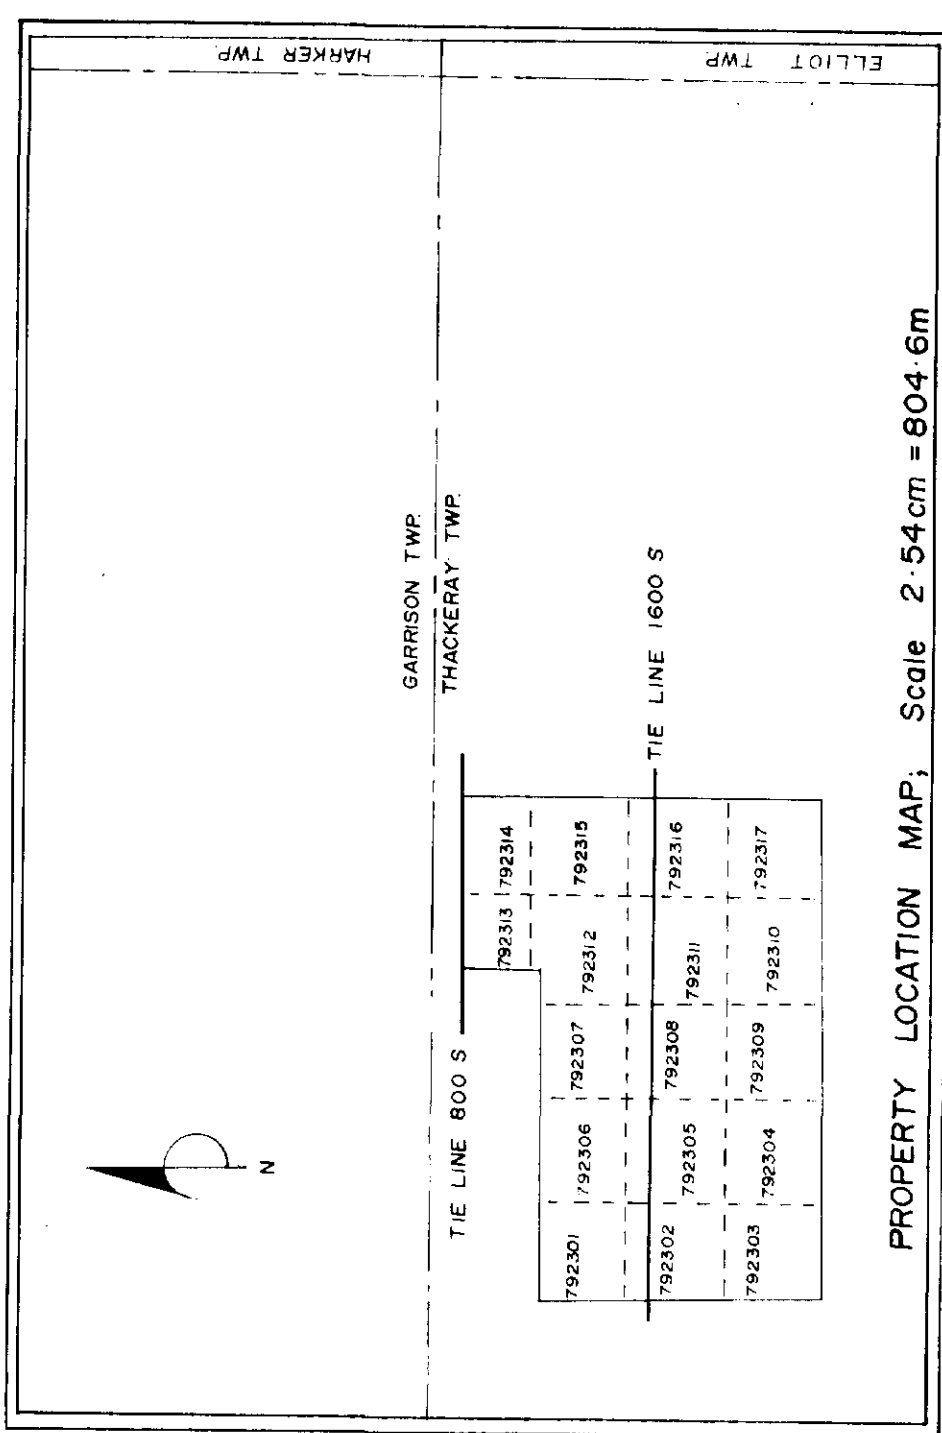 HARKER TWP.
ELLIOT TWP.
GARRISON TWP.
THACKERAY TWP.
N
TIE LINE 800 S
TIE LINE 1600 S
792313 792314
792301 792306 792307 792312 792315
792302 792305 792308 792311 792316
792303 792304 792309 792310 792317
PROPERTY LOCATION MAP; Scale 2·54cm = 804·6m